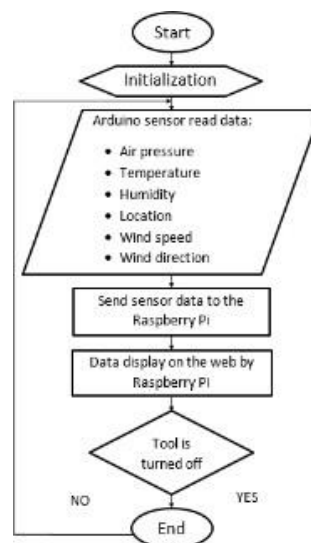 Start
Initialization
Arduino sensor read data:
• Air pressure
• Temperature
• Humidity
• Location
• Wind speed
• Wind direction
Send sensor data to the
Raspberry Pi
Data display on the web by
Raspberry Pi
Tool is
turned off
NO
YES
End